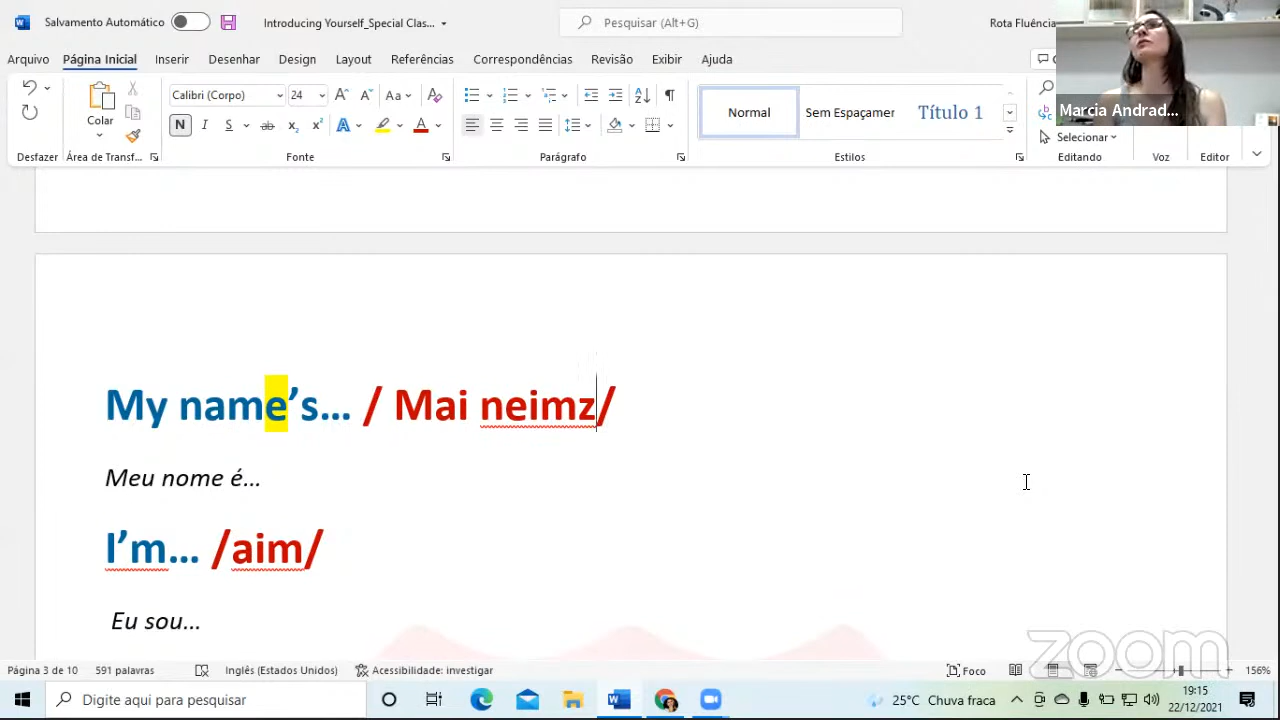 Salvamento Automático
Introducing Yourself_Special Clas...
Pesquisar (Alt+G)
Rota Fluência
Arquivo Página Inicial Inserir Desenhar Design Layout Referências Correspondências Revisão Exibir Ajuda
Marcia Andrad...
Colar
Calibri (Corpo) 24
Normal
Sem Espaçamer
Título 1
Selecionar
Desfazer Área de Transf... Fonte Parágrafo Estilos Editando Voz Editor
My name's... / Mai neimz/
Meu nome é...
I'm... /aim/
Eu sou...
zoom
Página 3 de 10 591 palavras Inglês (Estados Unidos) Acessibilidade: investigar Foco 156%
Digite aqui para pesquisar
25°C Chuva fraca
19:15
22/12/2021